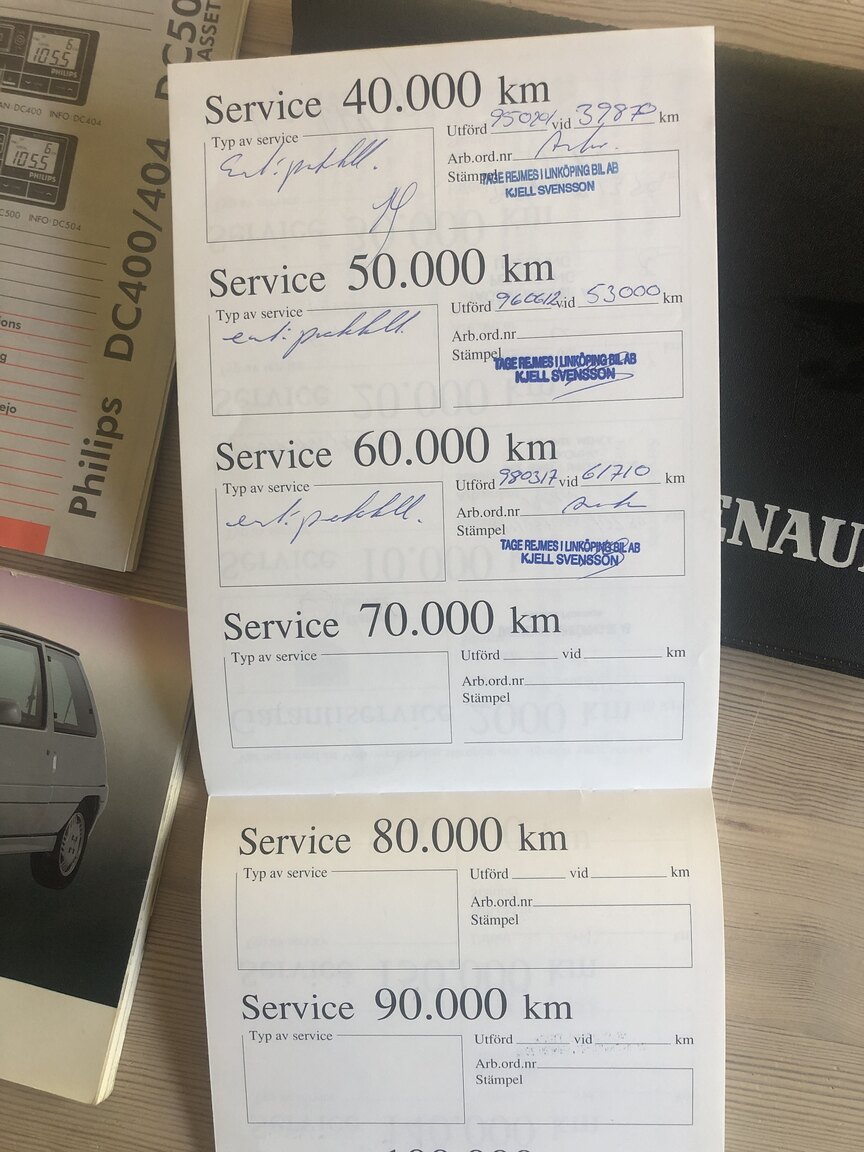 1055
PHILIPS
DC400
INFO·DC404
1055
PHILIPS
INFO·DC504
Philips DC400/404 DC50
Service 40.000 km
Typ av service
Utförd vid 39870 km
Arb.ord.nr
Stämpel
TAGE REJMES I LINKÖPING BIL AB
KJELL SVENSSON
Service 50.000 km
Typ av service
Utförd 960612 vid 53000 km
Arb.ord.nr
Stämpel
TAGE REJMES I LINKÖPING BIL AB
KJELL SVENSSON
Service 60.000 km
Typ av service
Utförd 980317 vid 61710 km
Arb.ord.nr
Stämpel
TAGE REJMES I LINKÖPING BIL AB
KJELL SVENSSON
Service 70.000 km
Typ av service
Utförd vid km
Arb.ord.nr
Stämpel
Service 80.000 km
Typ av service
Utförd vid km
Arb.ord.nr
Stämpel
Service 90.000 km
Typ av service
Utförd vid km
Arb.ord.nr
Stämpel
ENAU